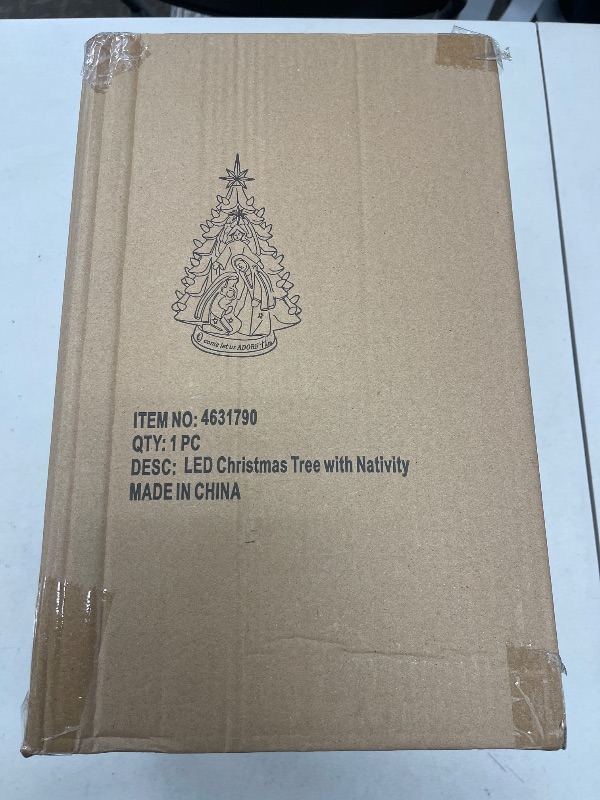 O come let us ADORE Him
ITEM NO: 4631790
QTY: 1 PC
DESC: LED Christmas Tree with Nativity
MADE IN CHINA